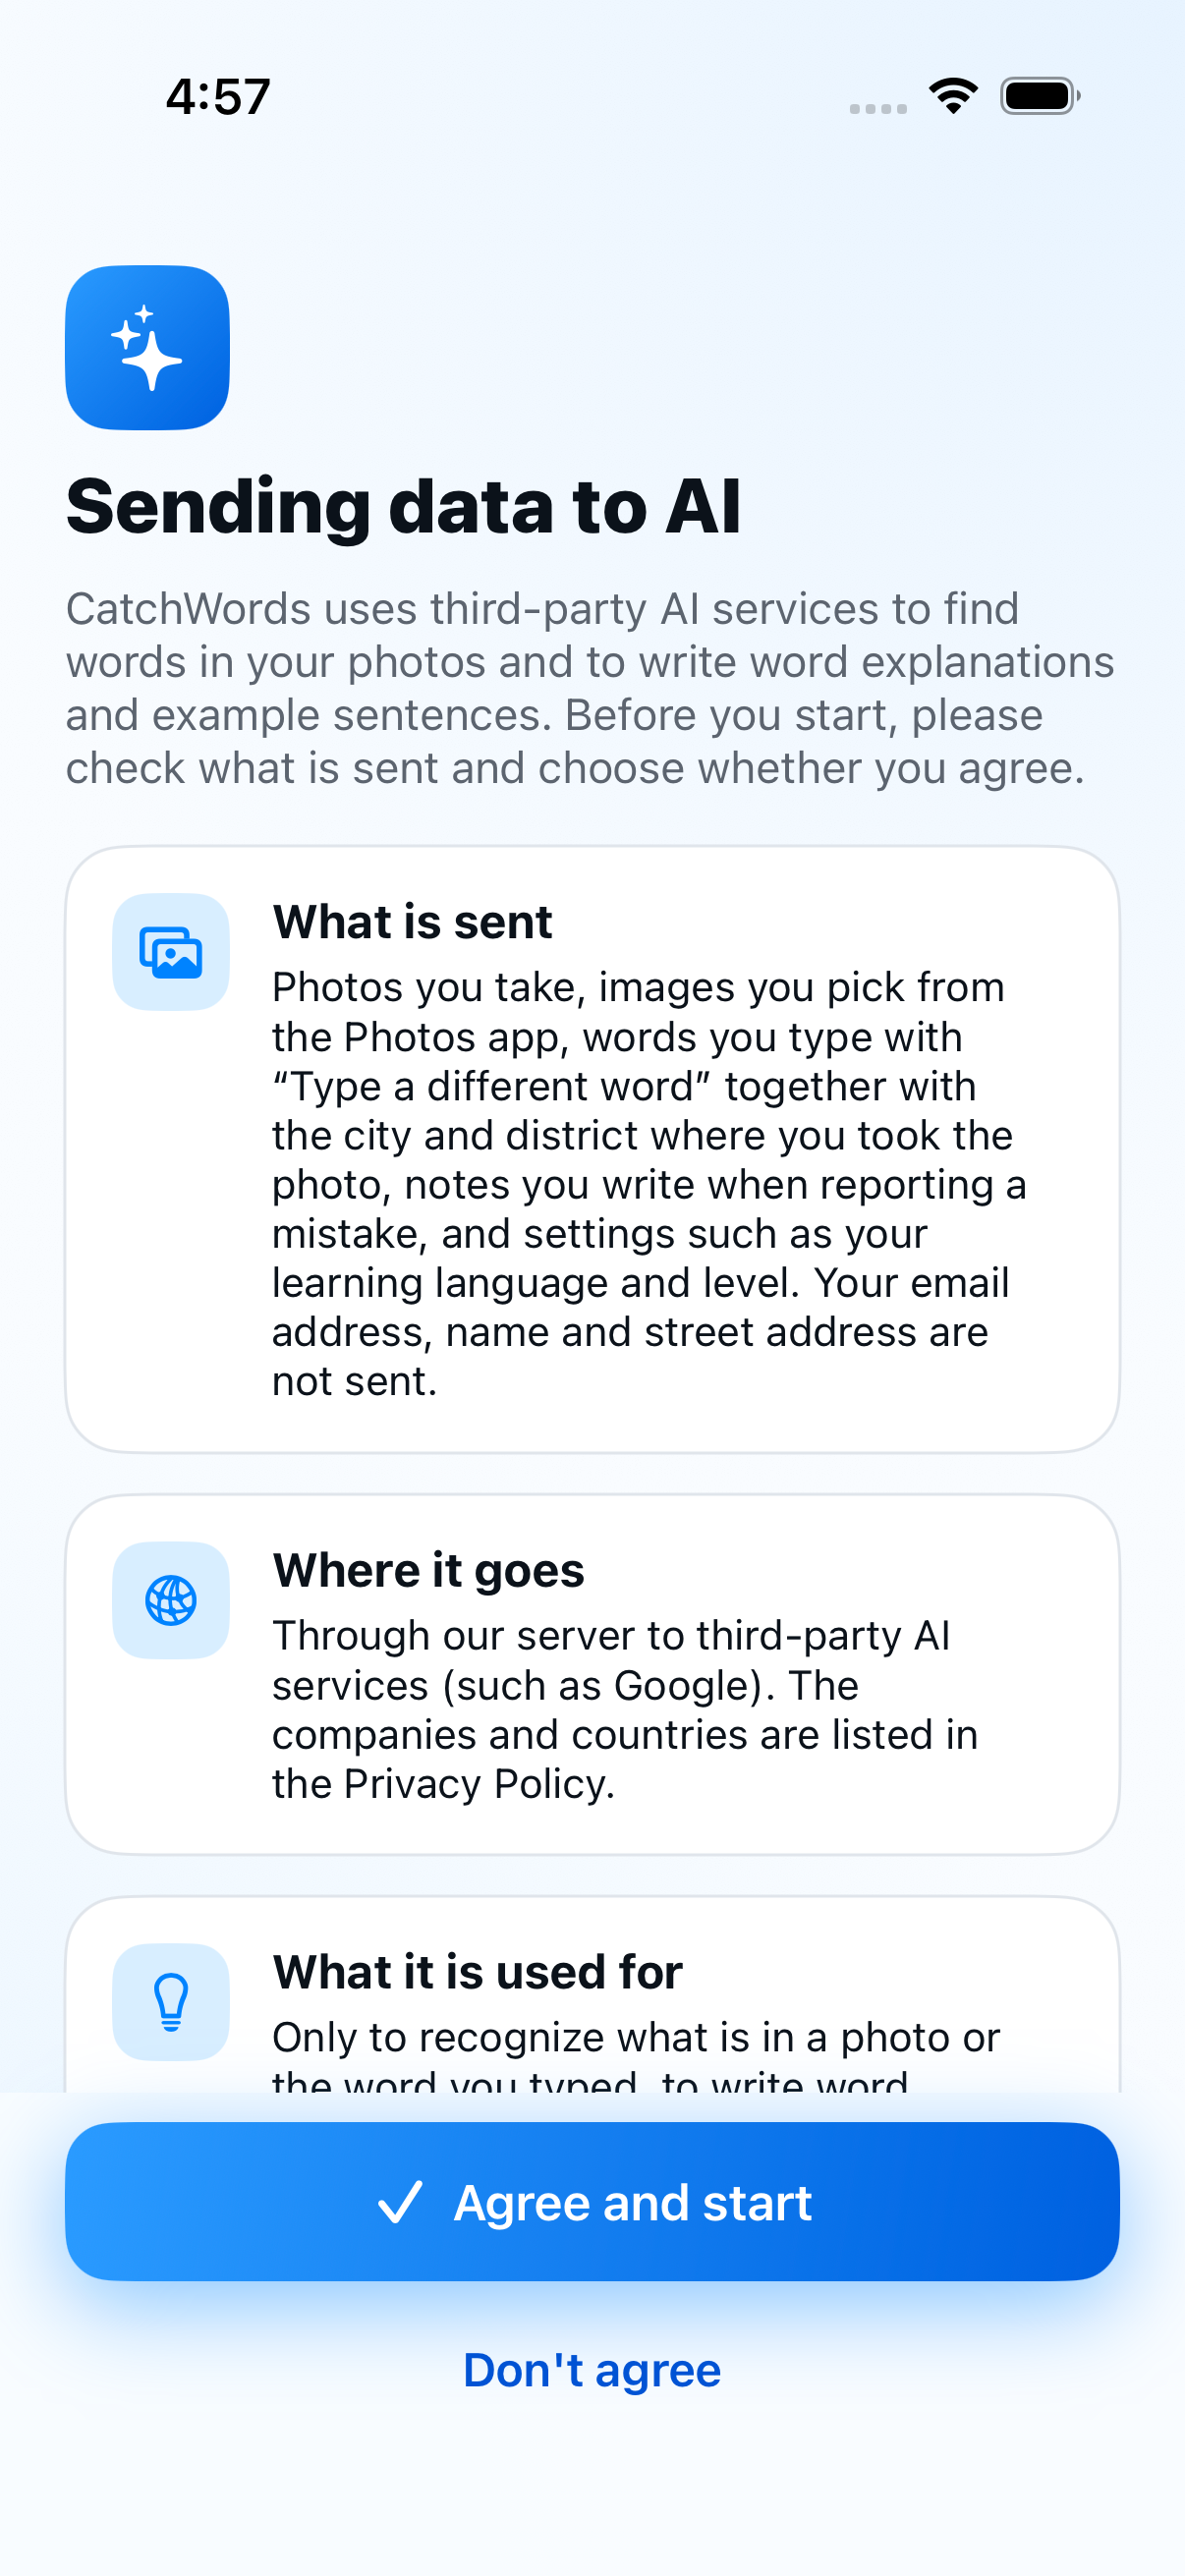 4:57
Sending data to AI
CatchWords uses third-party AI services to find
words in your photos and to write word explanations
and example sentences. Before you start, please
check what is sent and choose whether you agree.
What is sent
Photos you take, images you pick from
the Photos app, words you type with
“Type a different word” together with
the city and district where you took the
photo, notes you write when reporting a
mistake, and settings such as your
learning language and level. Your email
address, name and street address are
not sent.
Where it goes
Through our server to third-party AI
services (such as Google). The
companies and countries are listed in
the Privacy Policy.
What it is used for
Only to recognize what is in a photo or
the word you typed, to write word
Agree and start
Don't agree